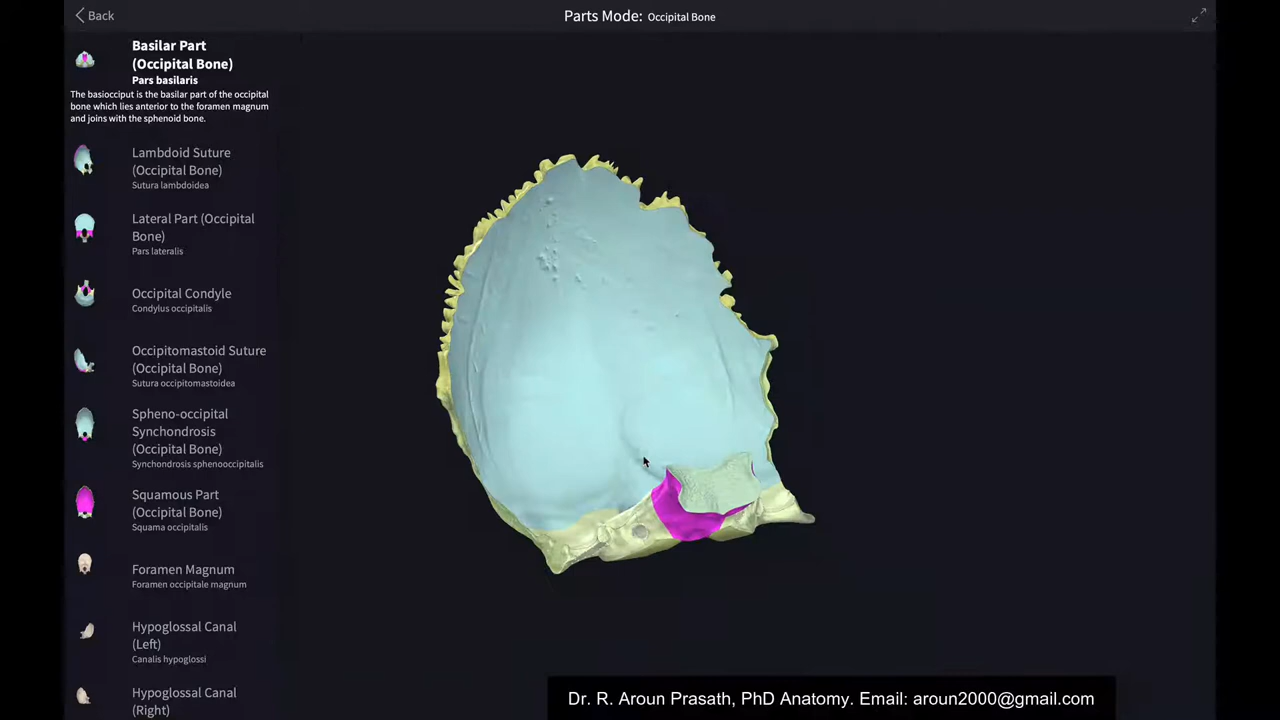 Back
Parts Mode: Occipital Bone
Basilar Part
(Occipital Bone)
Pars basilaris
The basiocciput is the basilar part of the occipital
bone which lies anterior to the foramen magnum
and joins with the sphenoid bone.
Lambdoid Suture
(Occipital Bone)
Sutura lambdoidea
Lateral Part (Occipital
Bone)
Pars lateralis
Occipital Condyle
Condylus occipitalis
Occipitomastoid Suture
(Occipital Bone)
Sutura occipitomastoidea
Spheno-occipital
Synchondrosis
(Occipital Bone)
Synchondrosis sphenooccipitalis
Squamous Part
(Occipital Bone)
Squama occipitalis
Foramen Magnum
Foramen occipitale magnum
Hypoglossal Canal
(Left)
Canalis hypoglossi
Hypoglossal Canal
(Right)
Dr. R. Aroun Prasath, PhD Anatomy. Email: aroun2000@gmail.com